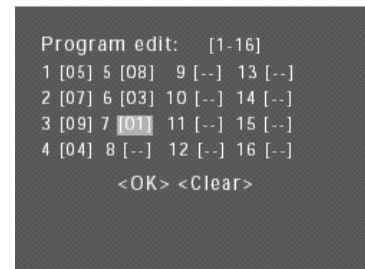 Program edit: [1-16]
1 [05] 5 [08] 9 [--] 13 [--]
2 [07] 6 [03] 10 [--] 14 [--]
3 [09] 7 [01] 11 [--] 15 [--]
4 [04] 8 [--] 12 [--] 16 [--]
<OK> <Clear>